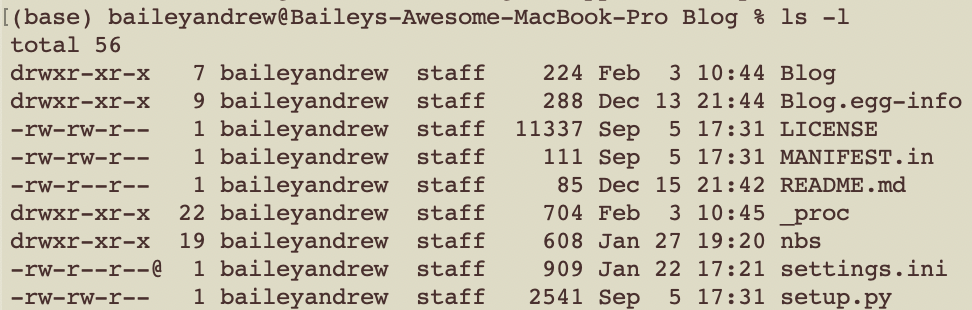 [(base) baileyandrew@Baileys-Awesome-MacBook-Pro Blog % ls -l
total 56
drwxr-xr-x   7 baileyandrew  staff    224 Feb  3 10:44 Blog
drwxr-xr-x   9 baileyandrew  staff    288 Dec 13 21:44 Blog.egg-info
-rw-rw-r--   1 baileyandrew  staff  11337 Sep  5 17:31 LICENSE
-rw-rw-r--   1 baileyandrew  staff    111 Sep  5 17:31 MANIFEST.in
-rw-r--r--   1 baileyandrew  staff     85 Dec 15 21:42 README.md
drwxr-xr-x  22 baileyandrew  staff    704 Feb  3 10:45 _proc
drwxr-xr-x  19 baileyandrew  staff    608 Jan 27 19:20 nbs
-rw-r--r--@  1 baileyandrew  staff    909 Jan 22 17:21 settings.ini
-rw-rw-r--   1 baileyandrew  staff   2541 Sep  5 17:31 setup.py